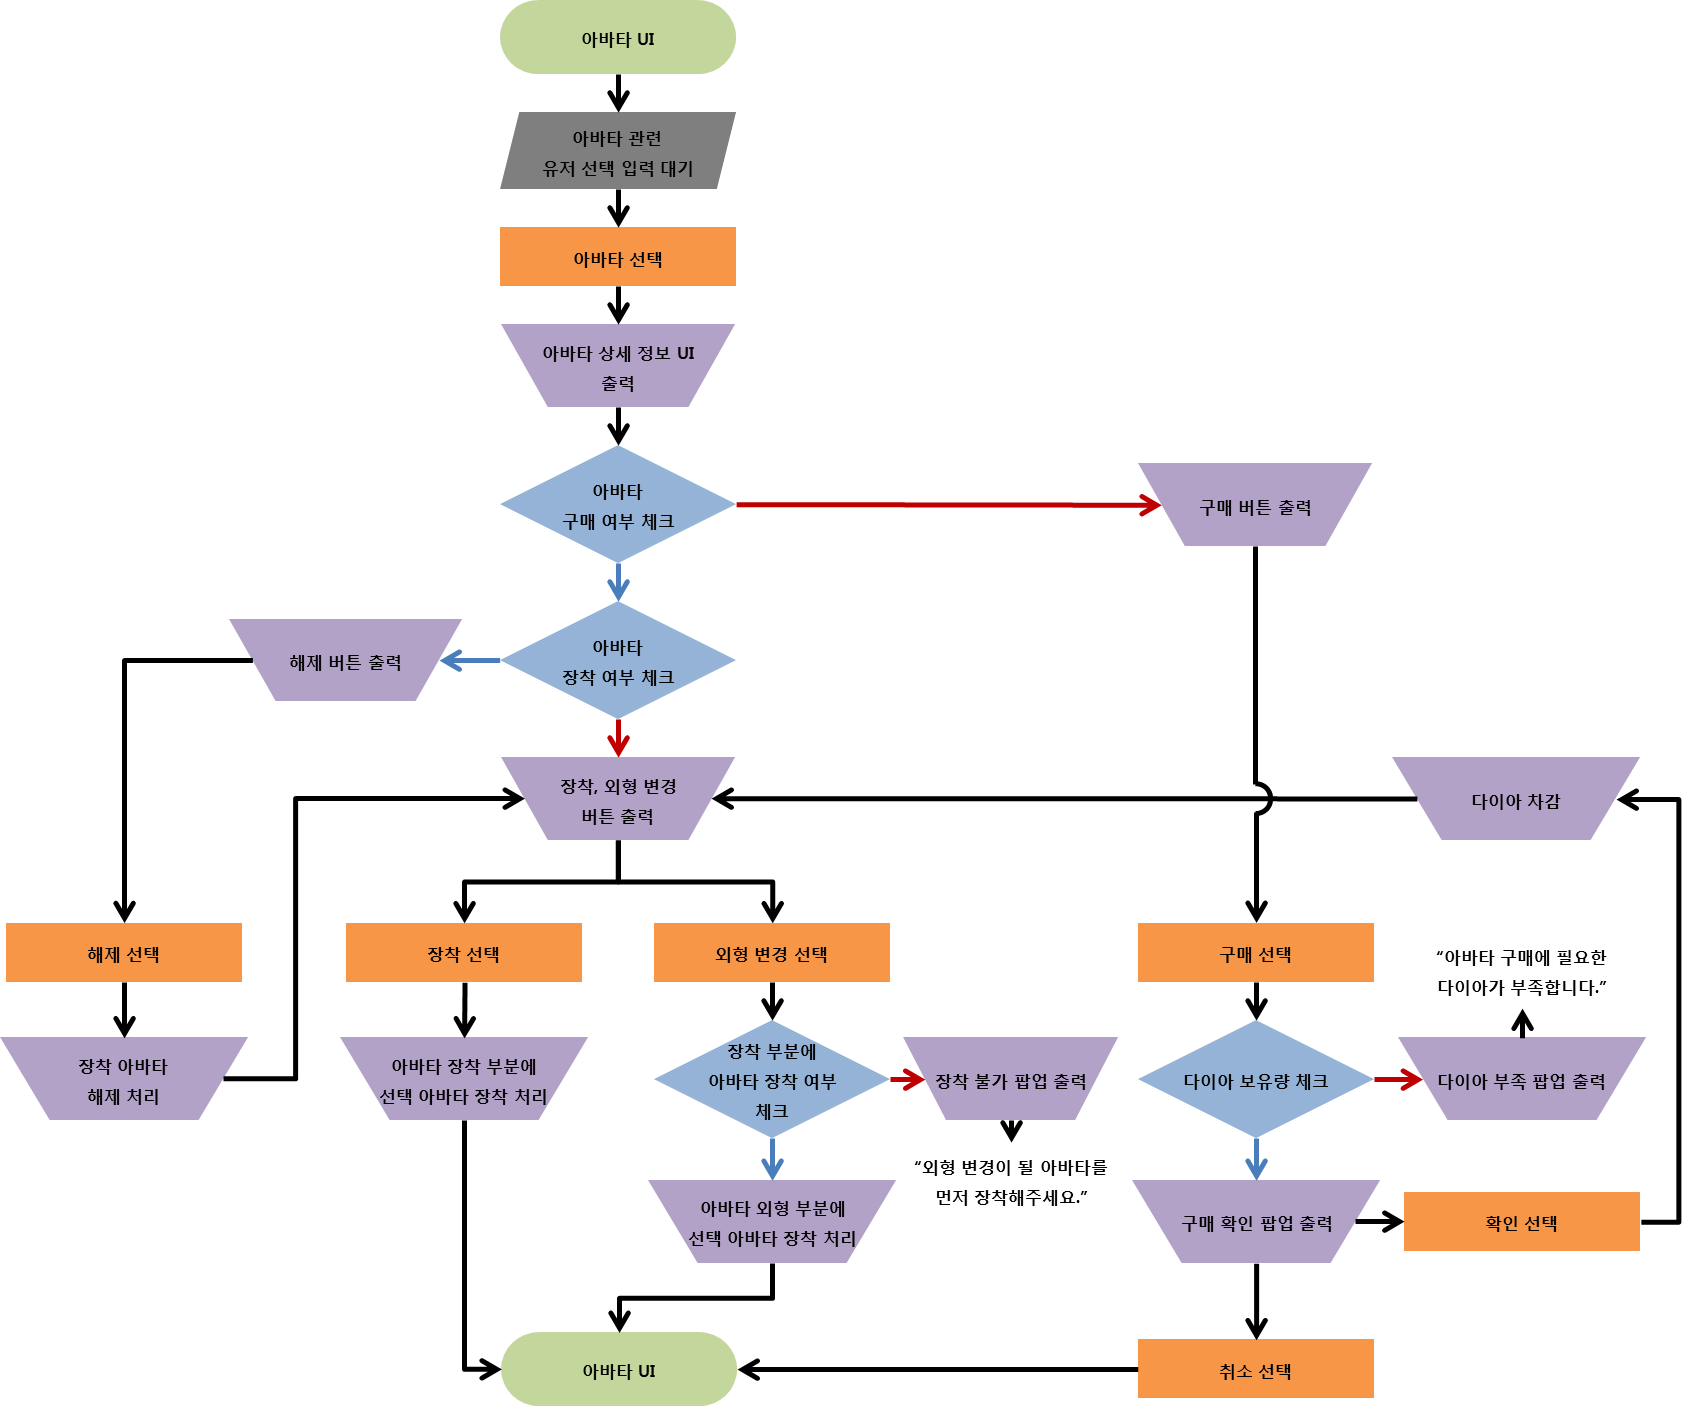 아바타 UI
아바타 관련
유저 선택 입력 대기
아바타 선택
아바타 상세 정보 UI
출력
아바타
구매 여부 체크
구매 버튼 출력
아바타
장착 여부 체크
해제 버튼 출력
장착, 외형 변경
버튼 출력
다이아 차감
해제 선택
장착 선택
외형 변경 선택
구매 선택
“아바타 구매에 필요한
다이아가 부족합니다.”
장착 아바타
해제 처리
아바타 장착 부분에
선택 아바타 장착 처리
장착 부분에
아바타 장착 여부
체크
장착 불가 팝업 출력
다이아 보유량 체크
다이아 부족 팝업 출력
“외형 변경이 될 아바타를
먼저 장착해주세요.”
아바타 외형 부분에
선택 아바타 장착 처리
구매 확인 팝업 출력
확인 선택
아바타 UI
취소 선택